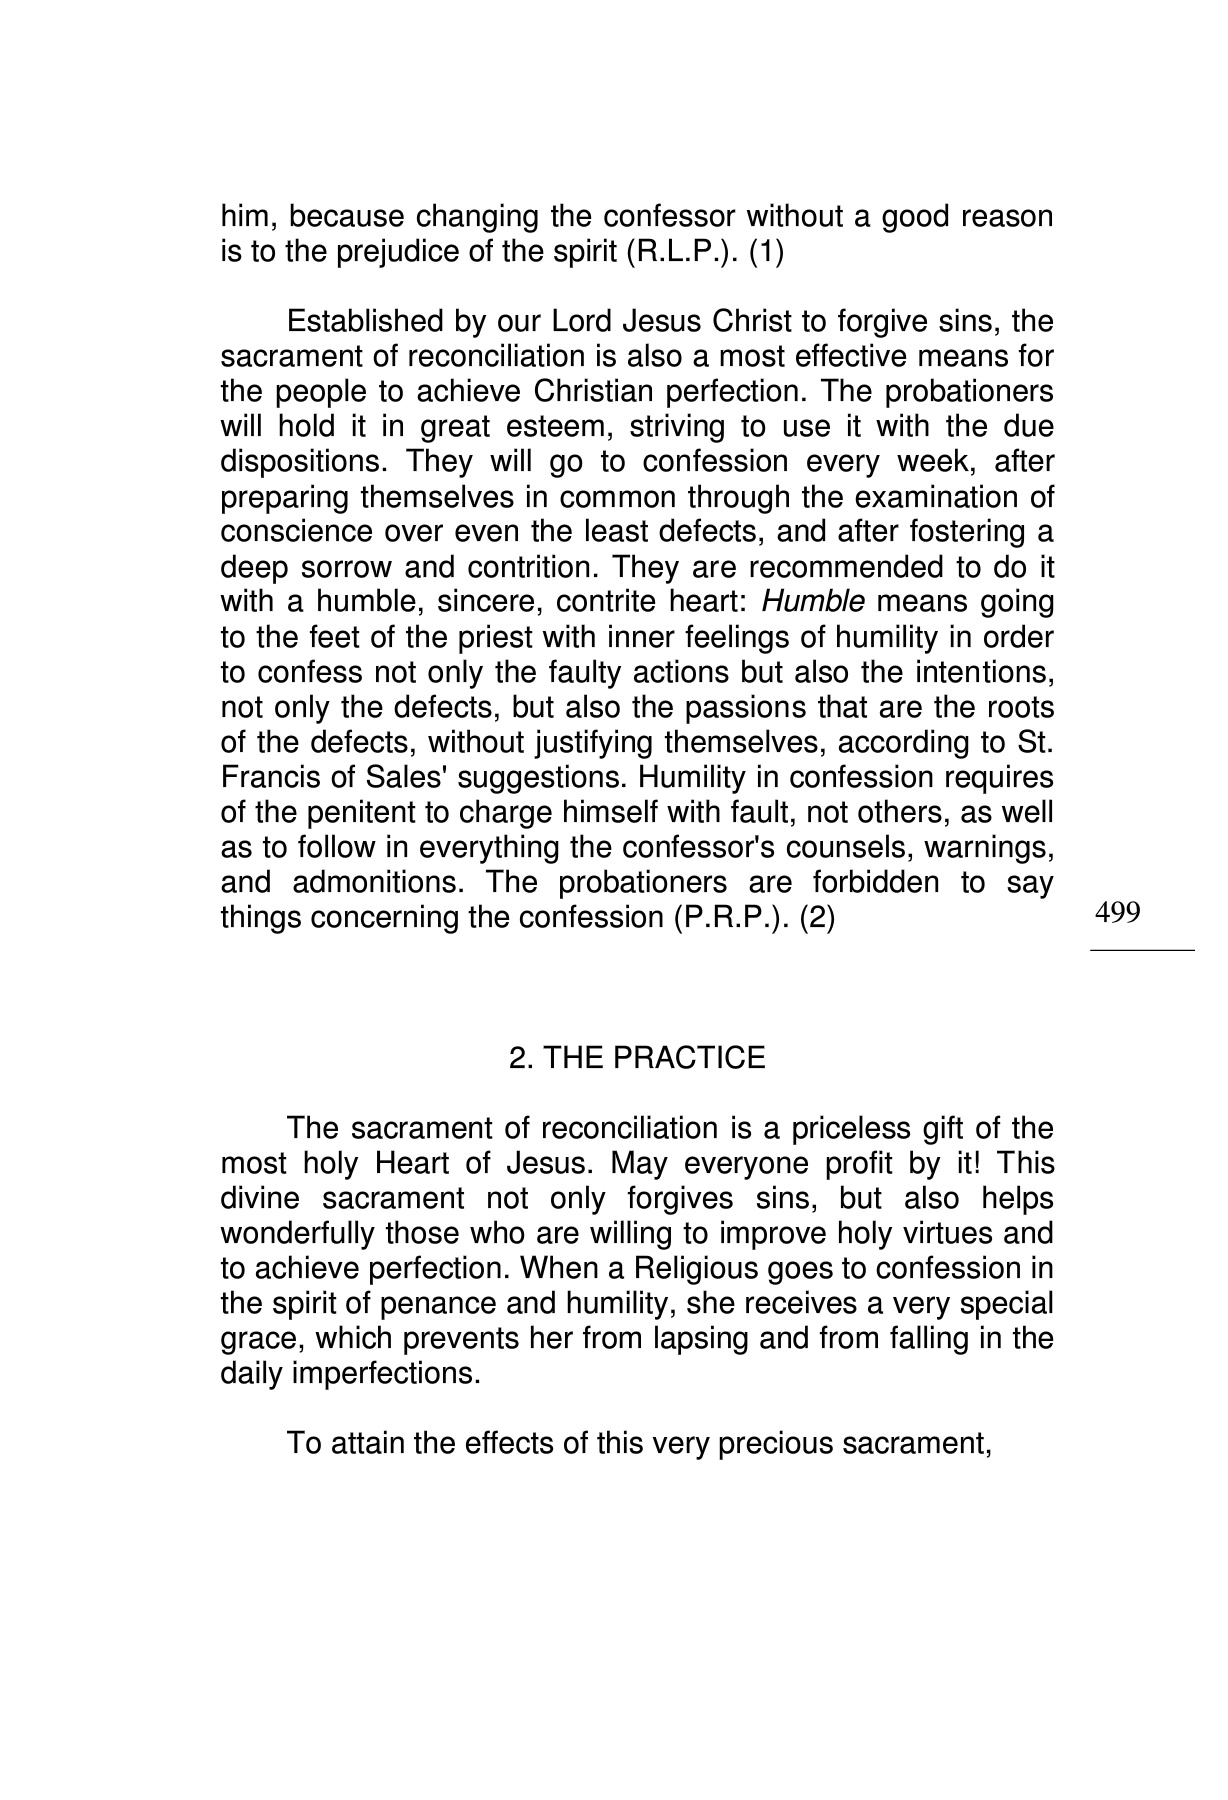 him, because changing the confessor without a good reason
is to the prejudice of the spirit (R.L.P.). (1)
Established by our Lord Jesus Christ to forgive sins, the
sacrament of reconciliation is also a most effective means for
the people to achieve Christian perfection. The probationers
will hold it in great esteem, striving to use it with the due
dispositions. They will go to confession every week, after
preparing themselves in common through the examination of
conscience over even the least defects, and after fostering a
deep sorrow and contrition. They are recommended to do it
with a humble, sincere, contrite heart: Humble means going
to the feet of the priest with inner feelings of humility in order
to confess not only the faulty actions but also the intentions,
not only the defects, but also the passions that are the roots
of the defects, without justifying themselves, according to St.
Francis of Sales' suggestions. Humility in confession requires
of the penitent to charge himself with fault, not others, as well
as to follow in everything the confessor's counsels, warnings,
and admonitions. The probationers are forbidden to say
things concerning the confession (P.R.P.). (2)
499
2. THE PRACTICE
The sacrament of reconciliation is a priceless gift of the
most holy Heart of Jesus. May everyone profit by it! This
divine sacrament not only forgives sins, but also helps
wonderfully those who are willing to improve holy virtues and
to achieve perfection. When a Religious goes to confession in
the spirit of penance and humility, she receives a very special
grace, which prevents her from lapsing and from falling in the
daily imperfections.
To attain the effects of this very precious sacrament,